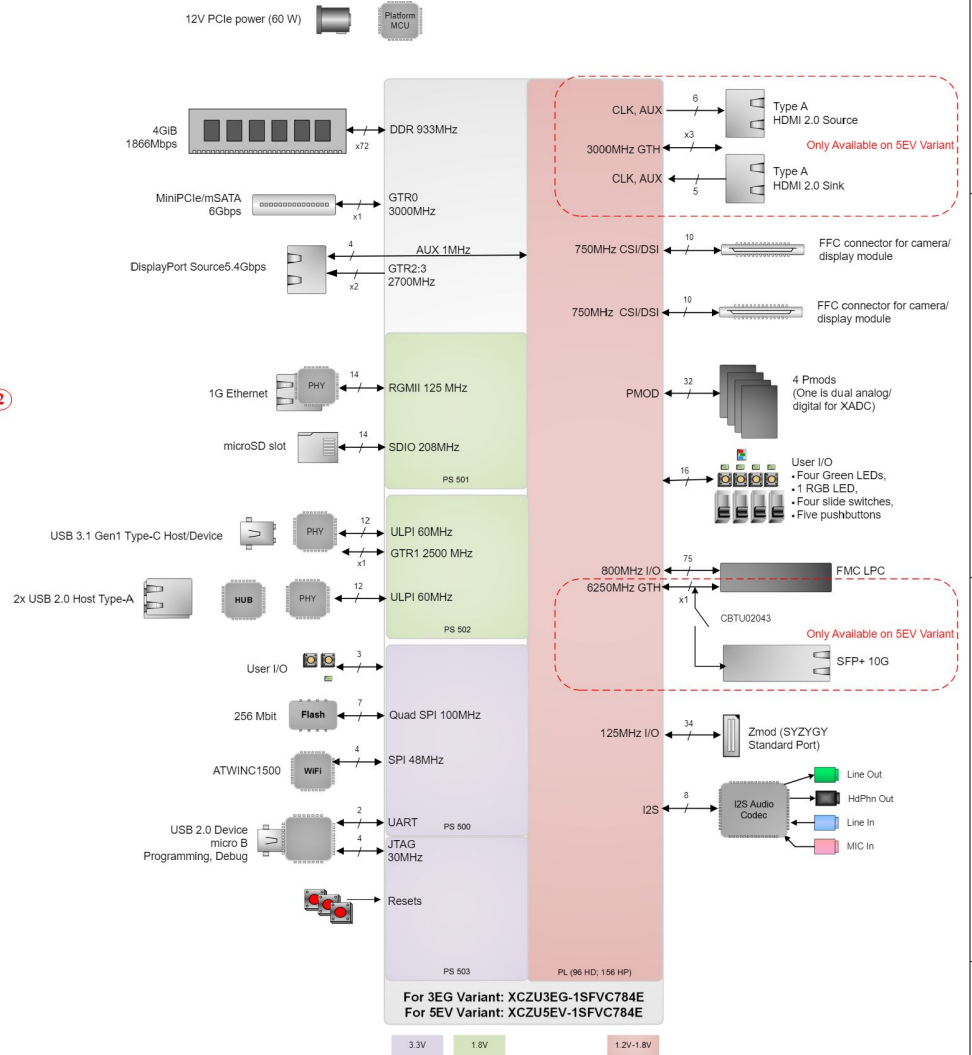 12V PCIe power (60 W)
Platform
MCU
4GiB
1866Mbps
x72
DDR 933MHz
MiniPCIe/mSATA
6Gbps
x1
GTR0
3000MHz
DisplayPort Source5.4Gbps
4
AUX 1MHz
x2
GTR2:3
2700MHz
2
1G Ethernet
PHY
14
RGMII 125 MHz
microSD slot
14
SDIO 208MHz
PS 501
USB 3.1 Gen1 Type-C Host/Device
PHY
12
ULPI 60MHz
x1
GTR1 2500 MHz
2x USB 2.0 Host Type-A
HUB
PHY
12
ULPI 60MHz
PS 502
User I/O
3
256 Mbit
Flash
7
Quad SPI 100MHz
ATWINC1500
WiFi
4
SPI 48MHz
USB 2.0 Device
micro B
Programming, Debug
2
UART
PS 500
4
JTAG
30MHz
Resets
PS 503
CLK, AUX
6
Type A
HDMI 2.0 Source
3000MHz GTH
x3
Only Available on 5EV Variant
CLK, AUX
5
Type A
HDMI 2.0 Sink
750MHz CSI/DSI
10
FFC connector for camera/
display module
750MHz CSI/DSI
10
FFC connector for camera/
display module
PMOD
32
4 Pmods
(One is dual analog/
digital for XADC)
16
User I/O
• Four Green LEDs,
• 1 RGB LED,
• Four slide switches,
• Five pushbuttons
800MHz I/O
75
FMC LPC
6250MHz GTH
x1
CBTU02043
Only Available on 5EV Variant
SFP+ 10G
125MHz I/O
34
Zmod (SYZYGY
Standard Port)
I2S
8
I2S Audio
Codec
Line Out
HdPhn Out
Line In
MIC In
PL (96 HD; 156 HP)
For 3EG Variant: XCZU3EG-1SFVC784E
For 5EV Variant: XCZU5EV-1SFVC784E
3.3V
1.8V
1.2V-1.8V